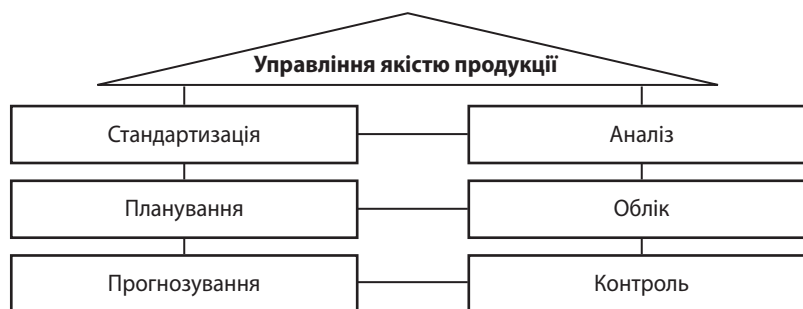 Управління якістю продукції
Стандартизація
Аналіз
Планування
Облік
Прогнозування
Контроль